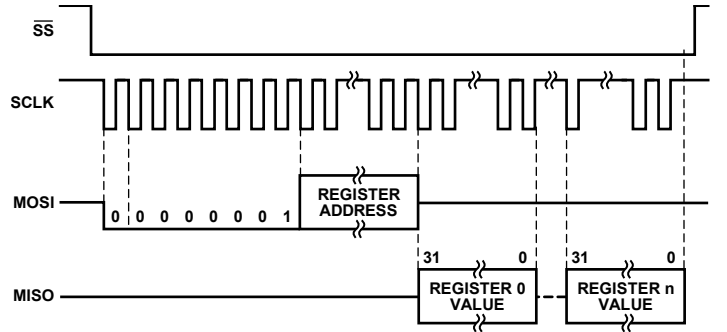 SS
SCLK
MOSI
0 0 0 0 0 0 0 1
REGISTER
ADDRESS
31 0 31 0
MISO
REGISTER 0
VALUE
REGISTER n
VALUE